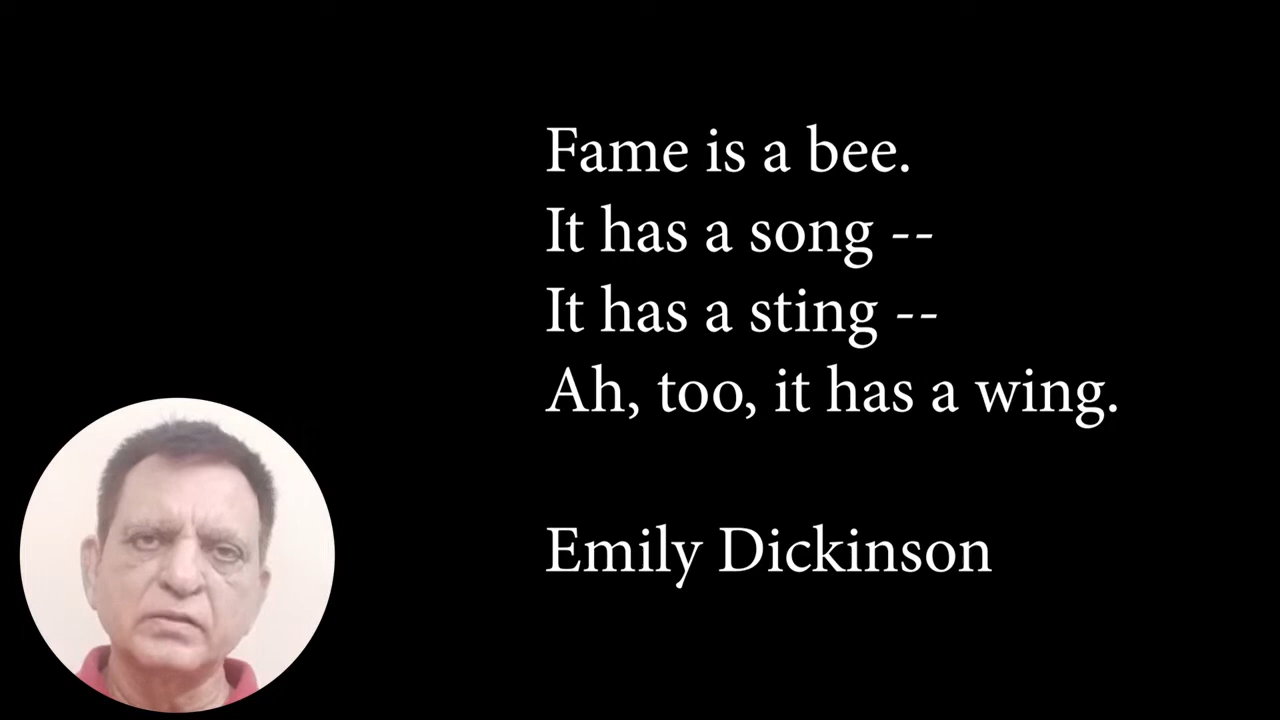 Fame is a bee.
It has a song --
It has a sting --
Ah, too, it has a wing.
Emily Dickinson